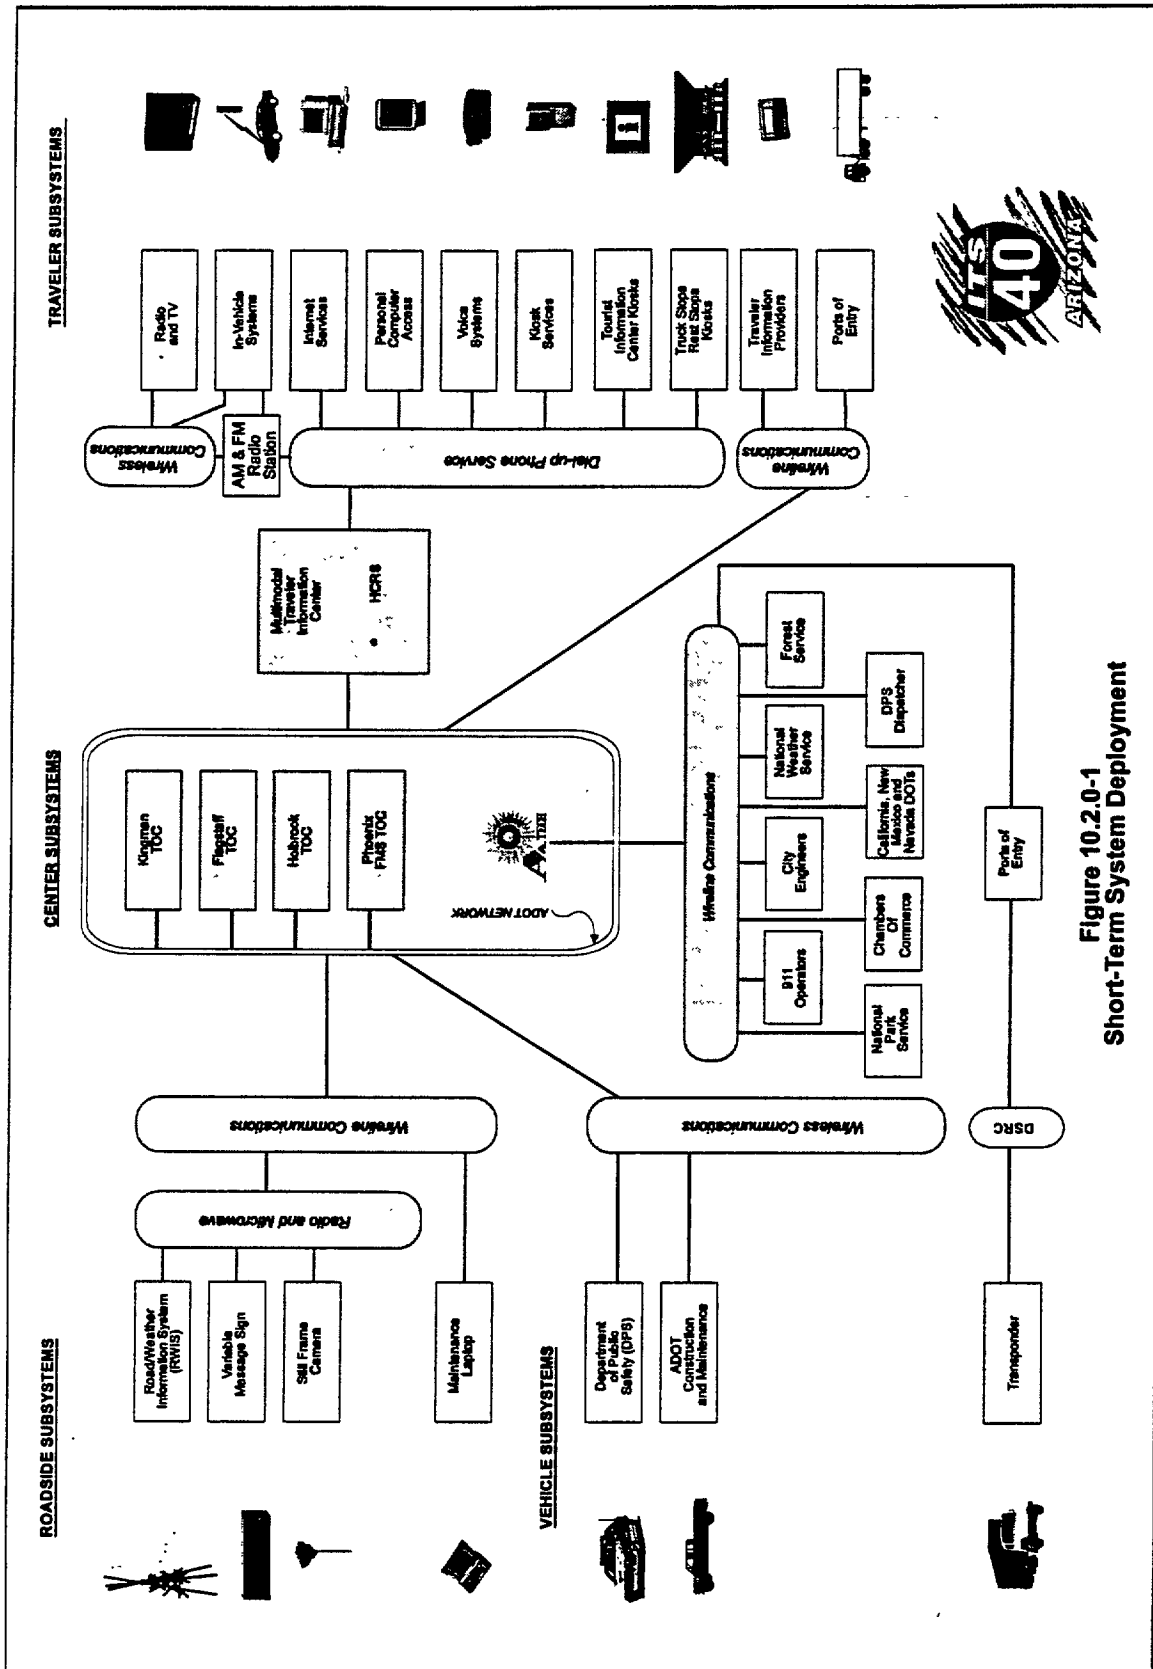 ROADSIDE SUBSYSTEMS
Road/Weather
Information System
(RWIS)
Variable
Message Sign
Still Frame
Camera
Maintenance
Laptop
Radio and Microwave
Wireline Communications
VEHICLE SUBSYSTEMS
Department
of Public
Safety (DPS)
ADOT
Construction
and Maintenance
Transponder
Wireless Communications
DSRC
CENTER SUBSYSTEMS
Kingman
TOC
Flagstaff
TOC
Holbrook
TOC
Phoenix
FMS TOC
ADOT NETWORK
Wireline Communications
911
Operators
City
Engineers
National
Weather
Service
Forest
Service
National
Park
Service
Chambers
Of
Commerce
California, New
Mexico and
Nevada DOTs
DPS
Dispatcher
Ports of
Entry
Multimodal
Traveler
Information
Center
• HCRS
TRAVELER SUBSYSTEMS
Wireless
Communications
AM & FM
Radio
Station
Dial-up Phone Service
Wireline
Communications
Radio
and TV
In-Vehicle
Systems
Internet
Services
Personal
Computer
Access
Voice
Systems
Kiosk
Services
Tourist
Information
Center Kiosks
Truck Stops
Rest Stops
Kiosks
Traveler
Information
Providers
Ports of
Entry
i
ITS
40
ARIZONA
Figure 10.2.0-1
Short-Term System Deployment